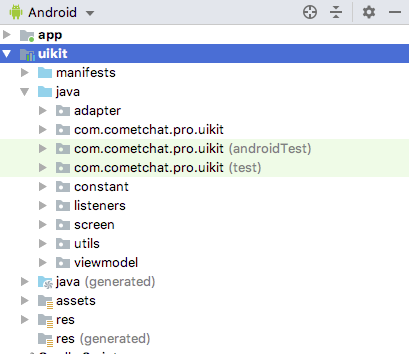 Android
app
uikit
manifests
java
adapter
com.cometchat.pro.uikit
com.cometchat.pro.uikit (androidTest)
com.cometchat.pro.uikit (test)
constant
listeners
screen
utils
viewmodel
java (generated)
assets
res
res (generated)